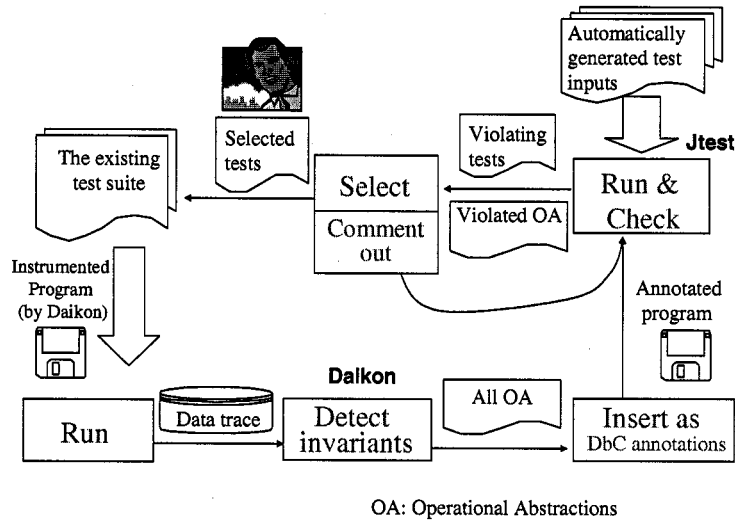 Automatically
generated test
inputs
Jtest
Violating
tests
Selected
tests
The existing
test suite
Select
Run &
Check
Violated OA
Comment
out
Instrumented
Program
(by Daikon)
Annotated
program
Daikon
Data trace
All OA
Run
Detect
invariants
Insert as
DbC annotations
OA: Operational Abstractions